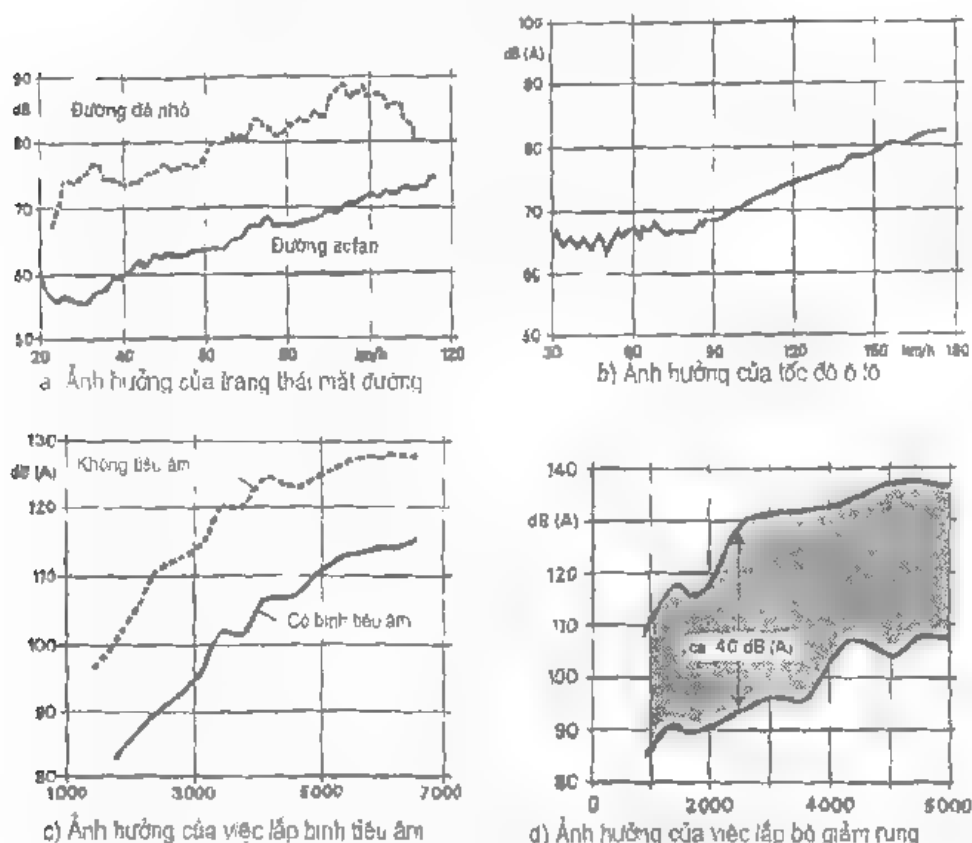 90
dB
80
70
60
50
Đường đá nhỏ
Đường asfan
20 40 60 80 km/h 120
a Ảnh hưởng của trạng thái mặt đường
100
dB (A)
90
80
70
60
50
30 60 90 120 150 km/h 180
b) Ảnh hưởng của tốc độ ô tô
130
dB (A)
120
110
100
90
80
Không tiêu âm
Có bình tiêu âm
1000 3000 5000 7000
c) Ảnh hưởng của việc lắp bình tiêu âm
140
dB (A)
120
110
100
90
80
ca 40 dB (A)
0 2000 4000 6000
d) Ảnh hưởng của việc lắp bộ giảm rung